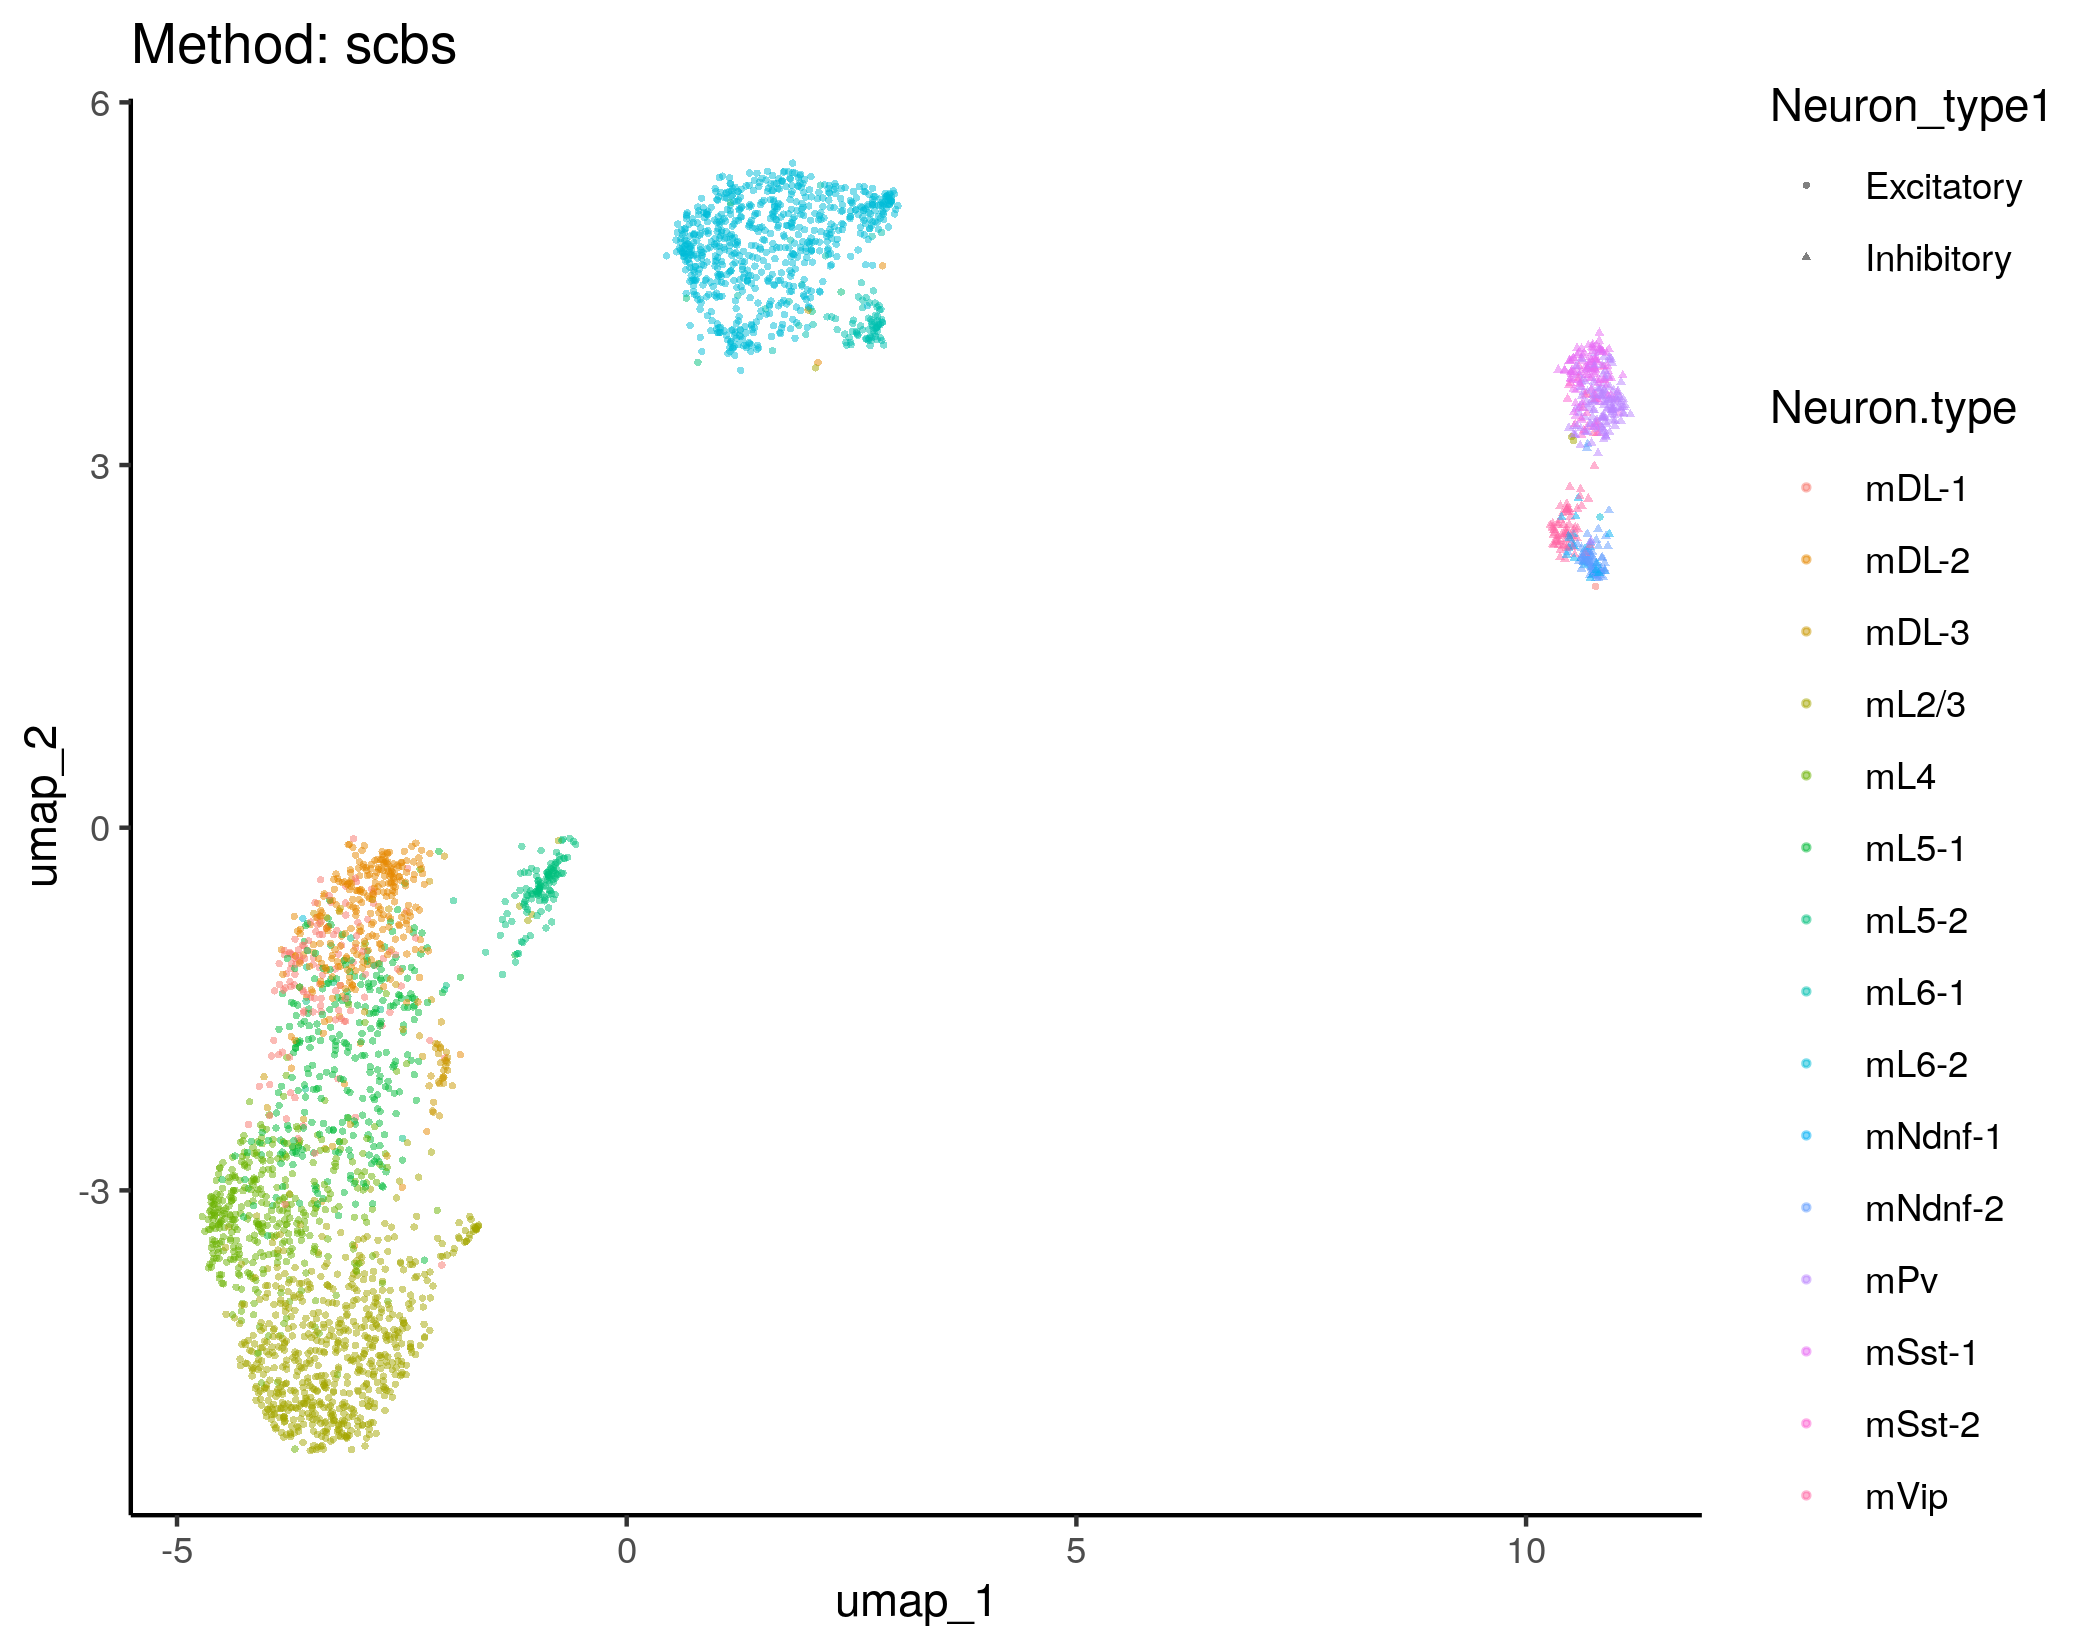 Method: scbs
6
3
0
-3
umap_2
-5
0
5
10
umap_1
Neuron_type1
Excitatory
Inhibitory
Neuron.type
mDL-1
mDL-2
mDL-3
mL2/3
mL4
mL5-1
mL5-2
mL6-1
mL6-2
mNdnf-1
mNdnf-2
mPv
mSst-1
mSst-2
mVip